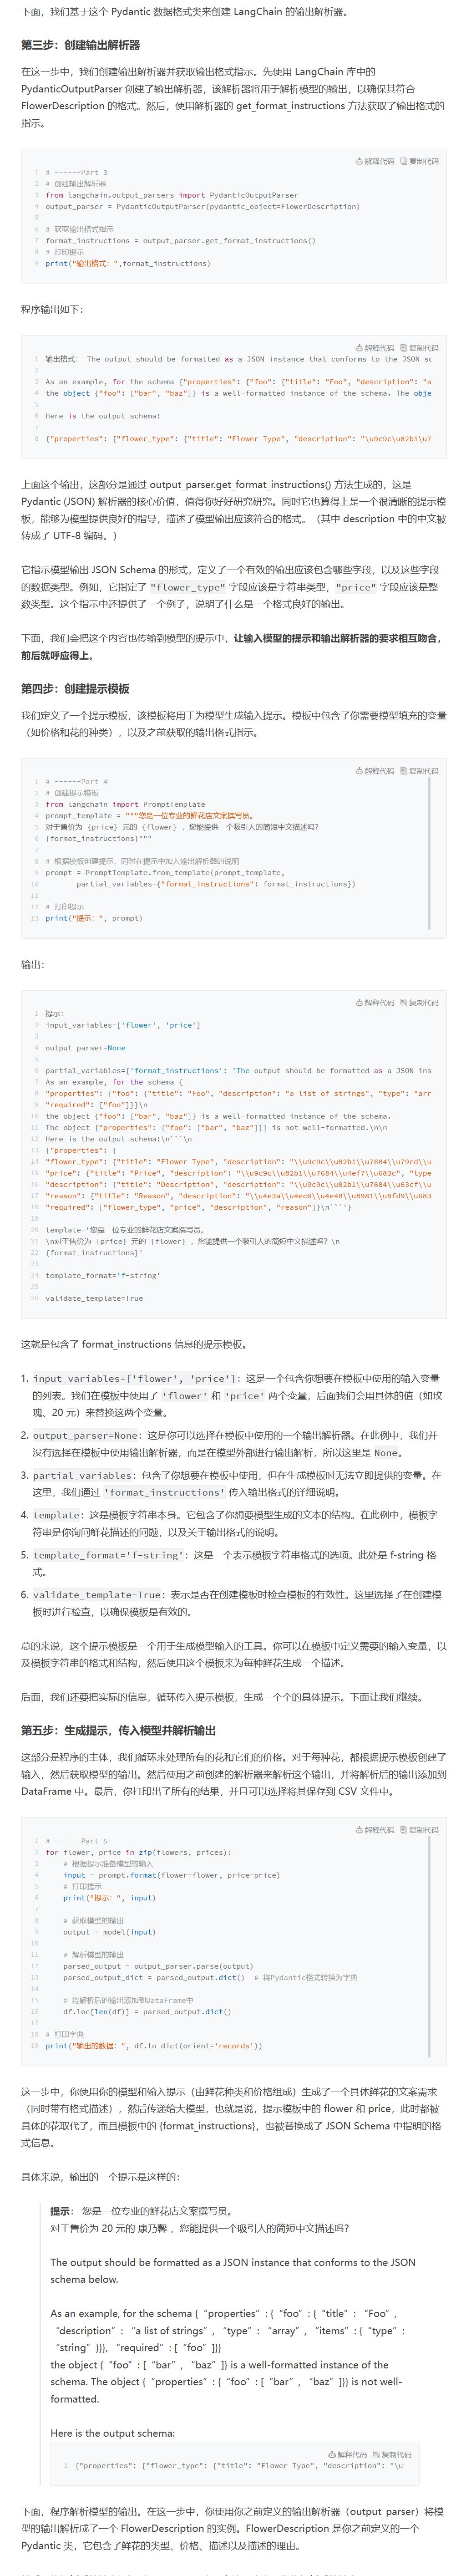 下面，我们基于这个 Pydantic 数据格式类来创建 LangChain 的输出解析器。
第三步：创建输出解析器
在这一步中，我们创建输出解析器并获取输出格式指示。先使用 LangChain 库中的
PydanticOutputParser 创建了输出解析器，该解析器将用于解析模型的输出，以确保其符合
FlowerDescription 的格式。然后，使用解析器的 get_format_instructions 方法获取了输出格式的
指示。
解释代码 复制代码
1 # ------Part 3
2 # 创建输出解析器
3 from langchain.output_parsers import PydanticOutputParser
4 output_parser = PydanticOutputParser(pydantic_object=FlowerDescription)
5
6 # 获取输出格式指示
7 format_instructions = output_parser.get_format_instructions()
8 # 打印提示
9 print("输出格式：",format_instructions)
程序输出如下：
解释代码 复制代码
1 输出格式： The output should be formatted as a JSON instance that conforms to the JSON sc
2
3 As an example, for the schema {"properties": {"foo": {"title": "Foo", "description": "a
4 the object {"foo": ["bar", "baz"]} is a well-formatted instance of the schema. The obje
5
6 Here is the output schema:
7
8 {"properties": {"flower_type": {"title": "Flower Type", "description": "\u9c9c\u82b1\u7
上面这个输出，这部分是通过 output_parser.get_format_instructions() 方法生成的，这是
Pydantic (JSON) 解析器的核心价值，值得你好好研究研究。同时它也算得上是一个很清晰的提示模
板，能够为模型提供良好的指导，描述了模型输出应该符合的格式。（其中 description 中的中文被
转成了 UTF-8 编码。）
它指示模型输出 JSON Schema 的形式，定义了一个有效的输出应该包含哪些字段，以及这些字段
的数据类型。例如，它指定了 "flower_type" 字段应该是字符串类型，"price" 字段应该是整
数类型。这个指示中还提供了一个例子，说明了什么是一个格式良好的输出。
下面，我们会把这个内容也传输到模型的提示中，让输入模型的提示和输出解析器的要求相互吻合，
前后就呼应得上。
第四步：创建提示模板
我们定义了一个提示模板，该模板将用于为模型生成输入提示。模板中包含了你需要模型填充的变量
（如价格和花的种类），以及之前获取的输出格式指示。
解释代码 复制代码
1 # ------Part 4
2 # 创建提示模板
3 from langchain import PromptTemplate
4 prompt_template = """您是一位专业的鲜花店文案撰写员。
5 对于售价为 {price} 元的 {flower} ，您能提供一个吸引人的简短中文描述吗？
6 {format_instructions}"""
7
8 # 根据模板创建提示，同时在提示中加入输出解析器的说明
9 prompt = PromptTemplate.from_template(prompt_template,
10 partial_variables={"format_instructions": format_instructions})
11
12 # 打印提示
13 print("提示：", prompt)
输出：
解释代码 复制代码
1 提示：
2 input_variables=['flower', 'price']
3
4 output_parser=None
5
6 partial_variables={'format_instructions': 'The output should be formatted as a JSON ins
7 As an example, for the schema {
8 "properties": {"foo": {"title": "Foo", "description": "a list of strings", "type": "arr
9 "required": ["foo"]}}\n
10 the object {"foo": ["bar", "baz"]} is a well-formatted instance of the schema.
11 The object {"properties": {"foo": ["bar", "baz"]}} is not well-formatted.\n\n
12 Here is the output schema:\n```\n
13 {"properties": {
14 "flower_type": {"title": "Flower Type", "description": "\\u9c9c\\u82b1\\u7684\\u79cd\\u
15 "price": {"title": "Price", "description": "\\u9c9c\\u82b1\\u7684\\u4ef7\\u683c", "type
16 "description": {"title": "Description", "description": "\\u9c9c\\u82b1\\u7684\\u63cf\\u
17 "reason": {"title": "Reason", "description": "\\u4e3a\\u4ec0\\u4e48\\u8981\\u8fd9\\u683
18 "required": ["flower_type", "price", "description", "reason"]}\n```'}
19
20 template='您是一位专业的鲜花店文案撰写员。
21 \n对于售价为 {price} 元的 {flower} ，您能提供一个吸引人的简短中文描述吗？\n
22 {format_instructions}'
23
24 template_format='f-string'
25
26 validate_template=True
这就是包含了 format_instructions 信息的提示模板。
1. input_variables=['flower', 'price']：这是一个包含你想要在模板中使用的输入变量
的列表。我们在模板中使用了 'flower' 和 'price' 两个变量，后面我们会用具体的值（如玫
瑰、20 元）来替换这两个变量。
2. output_parser=None：这是你可以选择在模板中使用的一个输出解析器。在此例中，我们并
没有选择在模板中使用输出解析器，而是在模型外部进行输出解析，所以这里是 None。
3. partial_variables：包含了你想要在模板中使用，但在生成模板时无法立即提供的变量。在
这里，我们通过 'format_instructions' 传入输出格式的详细说明。
4. template：这是模板字符串本身。它包含了你想要模型生成的文本的结构。在此例中，模板字
符串是你询问鲜花描述的问题，以及关于输出格式的说明。
5. template_format='f-string'：这是一个表示模板字符串格式的选项。此处是 f-string 格
式。
6. validate_template=True：表示是否在创建模板时检查模板的有效性。这里选择了在创建模
板时进行检查，以确保模板是有效的。
总的来说，这个提示模板是一个用于生成模型输入的工具。你可以在模板中定义需要的输入变量，以
及模板字符串的格式和结构，然后使用这个模板来为每种鲜花生成一个描述。
后面，我们还要把实际的信息，循环传入提示模板，生成一个个的具体提示。下面让我们继续。
第五步：生成提示，传入模型并解析输出
这部分是程序的主体，我们循环来处理所有的花和它们的价格。对于每种花，都根据提示模板创建了
输入，然后获取模型的输出。然后使用之前创建的解析器来解析这个输出，并将解析后的输出添加到
DataFrame 中。最后，你打印出了所有的结果，并且可以选择将其保存到 CSV 文件中。
解释代码 复制代码
1 # ------Part 5
2 for flower, price in zip(flowers, prices):
3 # 根据提示准备模型的输入
4 input = prompt.format(flower=flower, price=price)
5 # 打印提示
6 print("提示：", input)
7
8 # 获取模型的输出
9 output = model(input)
10
11 # 解析模型的输出
12 parsed_output = output_parser.parse(output)
13 parsed_output_dict = parsed_output.dict() # 将Pydantic格式转换为字典
14
15 # 将解析后的输出添加到DataFrame中
16 df.loc[len(df)] = parsed_output.dict()
17
18 # 打印字典
19 print("输出的数据：", df.to_dict(orient='records'))
这一步中，你使用你的模型和输入提示（由鲜花种类和价格组成）生成了一个具体鲜花的文案需求
（同时带有格式描述），然后传递给大模型，也就是说，提示模板中的 flower 和 price，此时都被
具体的花取代了，而且模板中的 {format_instructions}，也被替换成了 JSON Schema 中指明的格
式信息。
具体来说，输出的一个提示是这样的：
提示： 您是一位专业的鲜花店文案撰写员。
对于售价为 20 元的 康乃馨 ，您能提供一个吸引人的简短中文描述吗？
The output should be formatted as a JSON instance that conforms to the JSON
schema below.
As an example, for the schema { “properties” : { “foo” : { “title” : “Foo” ,
“description” : “a list of strings” , “type” : “array” , “items” : { “type” :
“string” }}}, “required” : [ “foo” ]}}
the object { “foo” : [ “bar” , “baz” ]} is a well-formatted instance of the
schema. The object { “properties” : { “foo” : [ “bar” , “baz” ]}} is not well-
formatted.
Here is the output schema:
解释代码 复制代码
1 {"properties": {"flower_type": {"title": "Flower Type", "description": "\u
下面，程序解析模型的输出。在这一步中，你使用你之前定义的输出解析器（output_parser）将模
型的输出解析成了一个 FlowerDescription 的实例。FlowerDescription 是你之前定义的一个
Pydantic 类，它包含了鲜花的类型、价格、描述以及描述的理由。